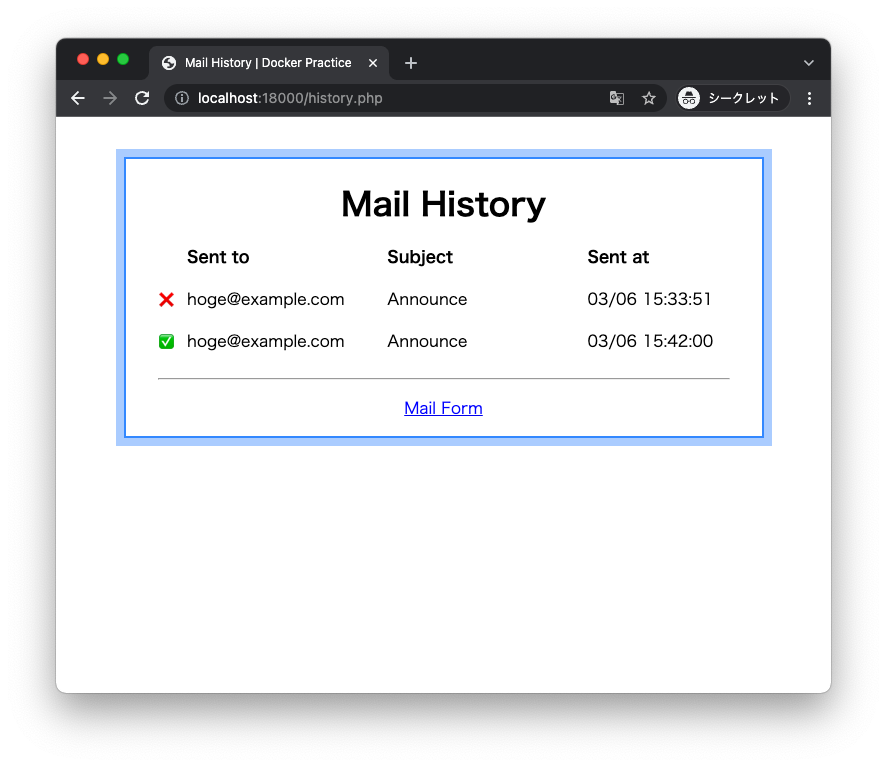 Mail History | Docker Practice
localhost:18000/history.php
シークレット
Mail History
Sent to Subject Sent at
❌ hoge@example.com Announce 03/06 15:33:51
✅ hoge@example.com Announce 03/06 15:42:00
Mail Form